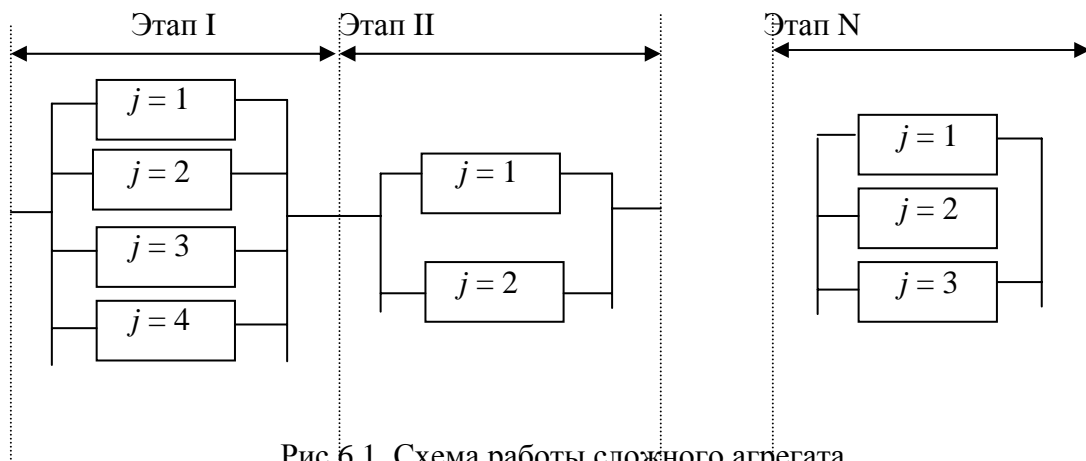 Этап I
Этап II
Этап N
j = 1
j = 2
j = 3
j = 4
j = 1
j = 2
j = 1
j = 2
j = 3
Рис 6.1. Схема работы сложного агрегата